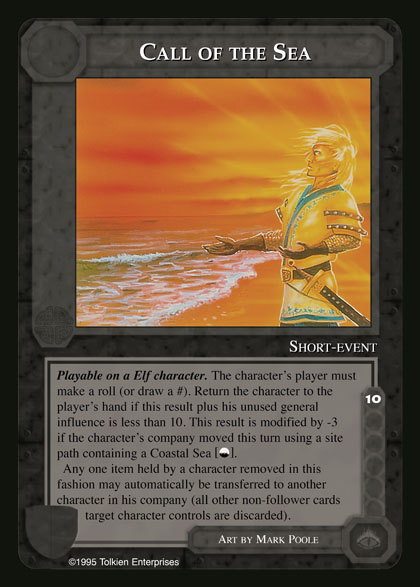 CALL OF THE SEA
SHORT-EVENT
Playable on a Elf character. The character's player must
make a roll (or draw a #). Return the character to the
player's hand if this result plus his unused general
influence is less than 10. This result is modified by -3
if the character's company moved this turn using a site
path containing a Coastal Sea [].
Any one item held by a character removed in this
fashion may automatically be transferred to another
character in his company (all other non-follower cards
target character controls are discarded).
10
ART BY MARK POOLE
©1995 Tolkien Enterprises